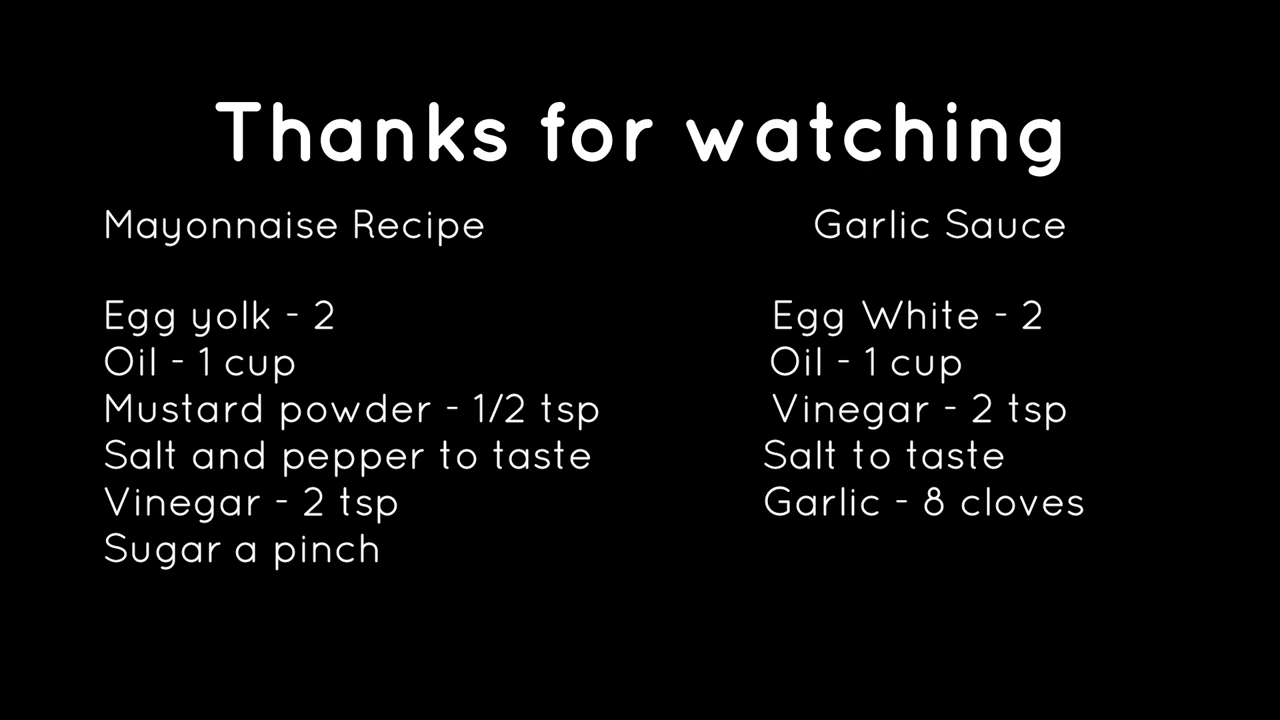 Thanks for watching
Mayonnaise Recipe
Egg yolk - 2
Oil - 1 cup
Mustard powder - 1/2 tsp
Salt and pepper to taste
Vinegar - 2 tsp
Sugar a pinch
Garlic Sauce
Egg White - 2
Oil - 1 cup
Vinegar - 2 tsp
Salt to taste
Garlic - 8 cloves